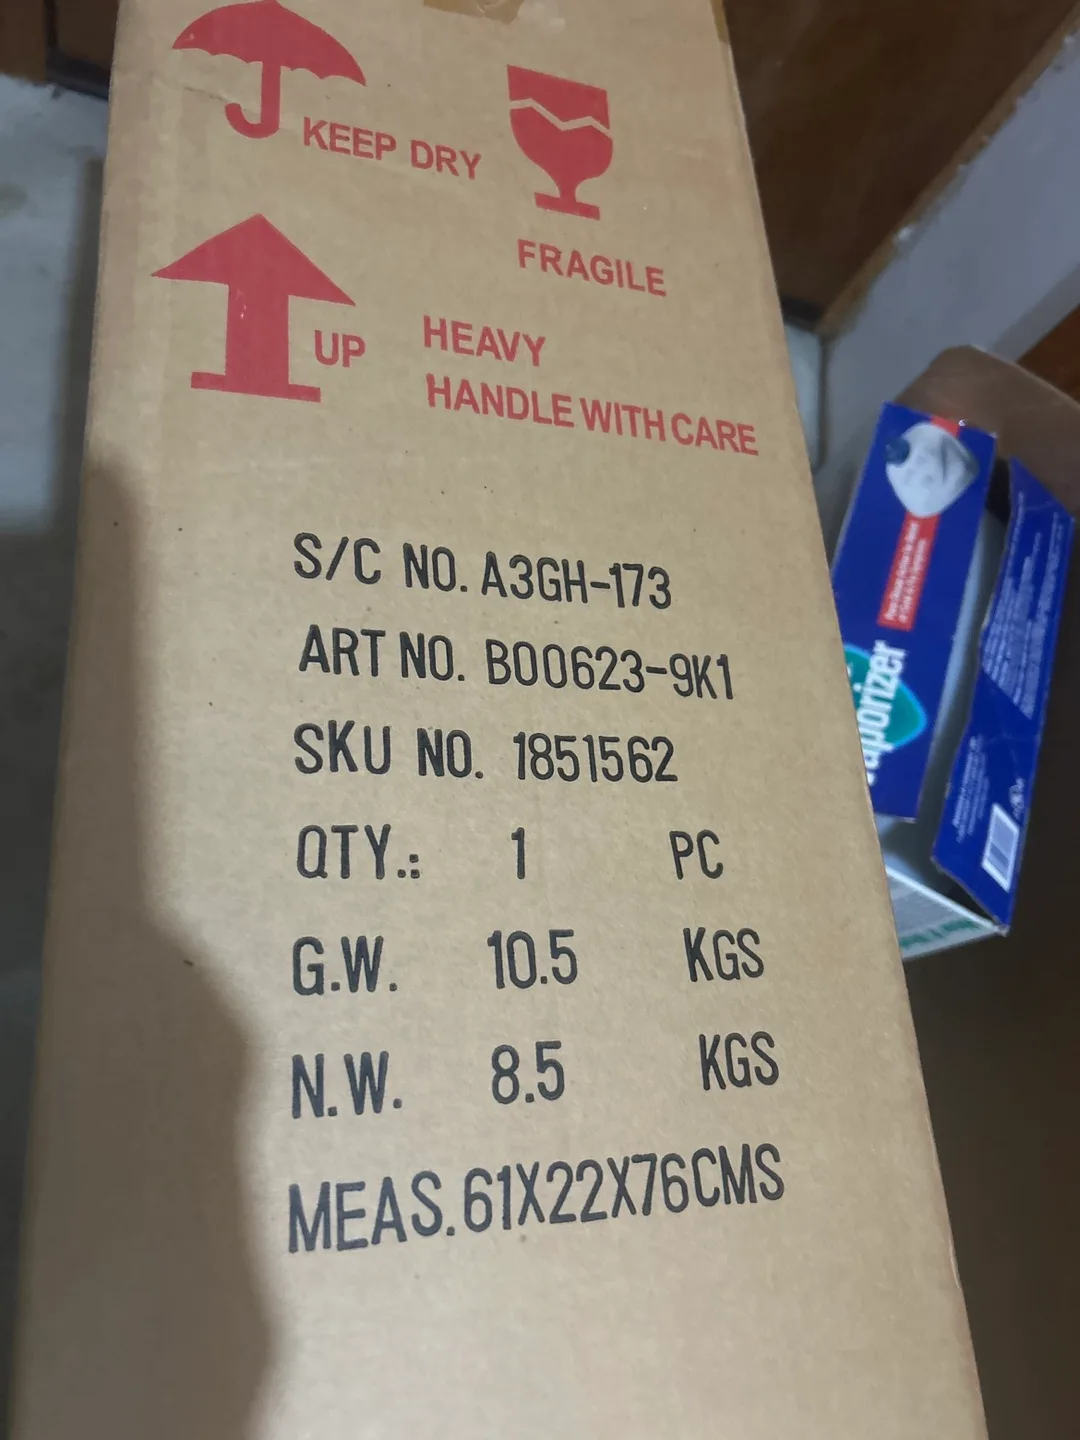 KEEP DRY
FRAGILE
UP
HEAVY
HANDLE WITH CARE
S/C NO. A3GH-173
ART NO. B00623-9K1
SKU NO. 1851562
QTY.: 1 PC
G.W. 10.5 KGS
N.W. 8.5 KGS
MEAS. 61X22X76CMS